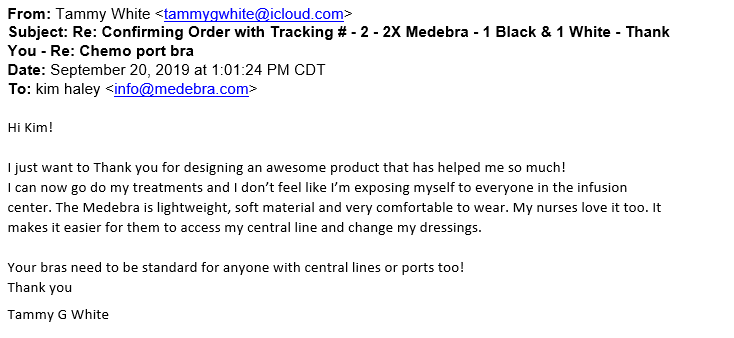 From: Tammy White <tammygwhite@icloud.com>
Subject: Re: Confirming Order with Tracking # - 2 - 2X Medebra - 1 Black & 1 White - Thank
You - Re: Chemo port bra
Date: September 20, 2019 at 1:01:24 PM CDT
To: kim haley <info@medebra.com>
Hi Kim!
I just want to Thank you for designing an awesome product that has helped me so much!
I can now go do my treatments and I don’t feel like I’m exposing myself to everyone in the infusion
center. The Medebra is lightweight, soft material and very comfortable to wear. My nurses love it too. It
makes it easier for them to access my central line and change my dressings.
Your bras need to be standard for anyone with central lines or ports too!
Thank you
Tammy G White